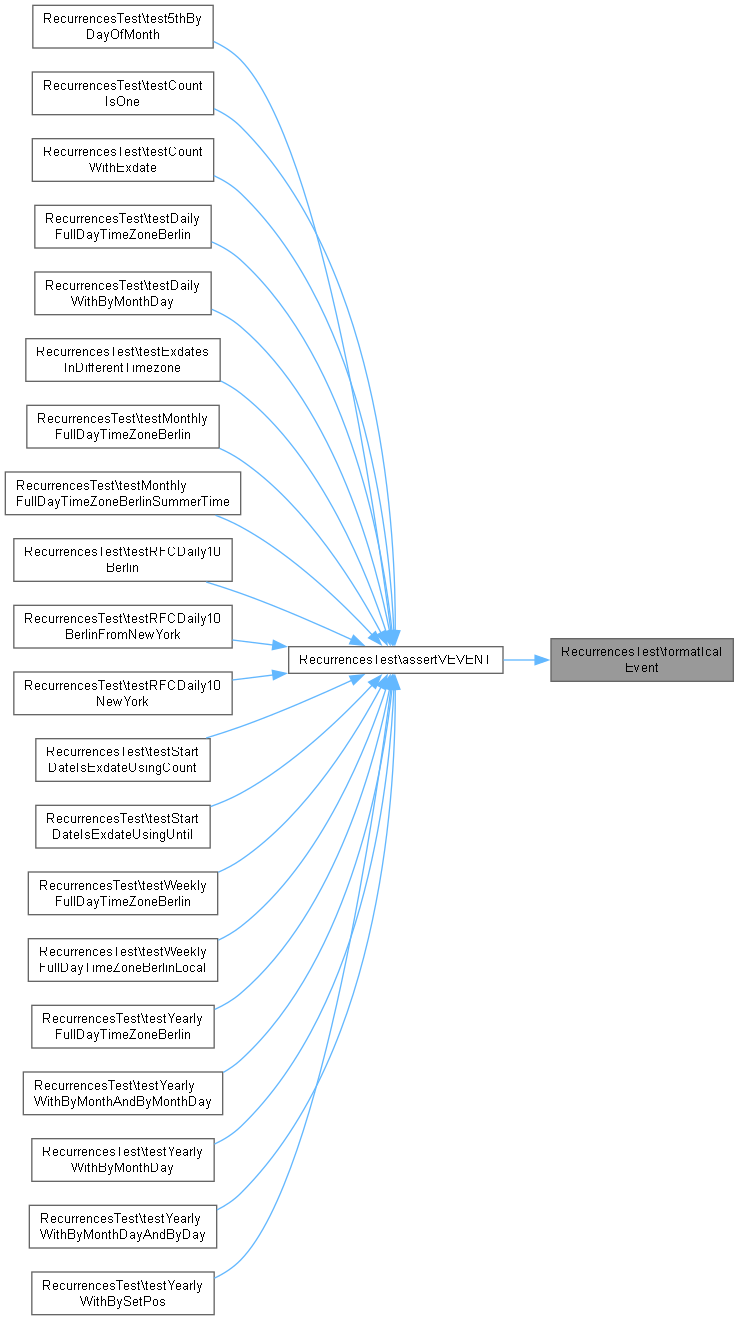 RecurrencesTest\test5thBy
DayOfMonth
RecurrencesTest\testCount
IsOne
RecurrencesTest\testCount
WithExdate
RecurrencesTest\testDaily
FullDayTimeZoneBerlin
RecurrencesTest\testDaily
WithByMonthDay
RecurrencesTest\testExdates
InDifferentTimezone
RecurrencesTest\testMonthly
FullDayTimeZoneBerlin
RecurrencesTest\testMonthly
FullDayTimeZoneBerlinSummerTime
RecurrencesTest\testRFCDaily10
Berlin
RecurrencesTest\testRFCDaily10
BerlinFromNewYork
RecurrencesTest\testRFCDaily10
NewYork
RecurrencesTest\testStart
DateIsExdateUsingCount
RecurrencesTest\testStart
DateIsExdateUsingUntil
RecurrencesTest\testWeekly
FullDayTimeZoneBerlin
RecurrencesTest\testWeekly
FullDayTimeZoneBerlinLocal
RecurrencesTest\testYearly
FullDayTimeZoneBerlin
RecurrencesTest\testYearly
WithByMonthAndByMonthDay
RecurrencesTest\testYearly
WithByMonthDay
RecurrencesTest\testYearly
WithByMonthDayAndByDay
RecurrencesTest\testYearly
WithBySetPos
RecurrencesTest\assertVEVENT
RecurrencesTest\formatIcal
Event